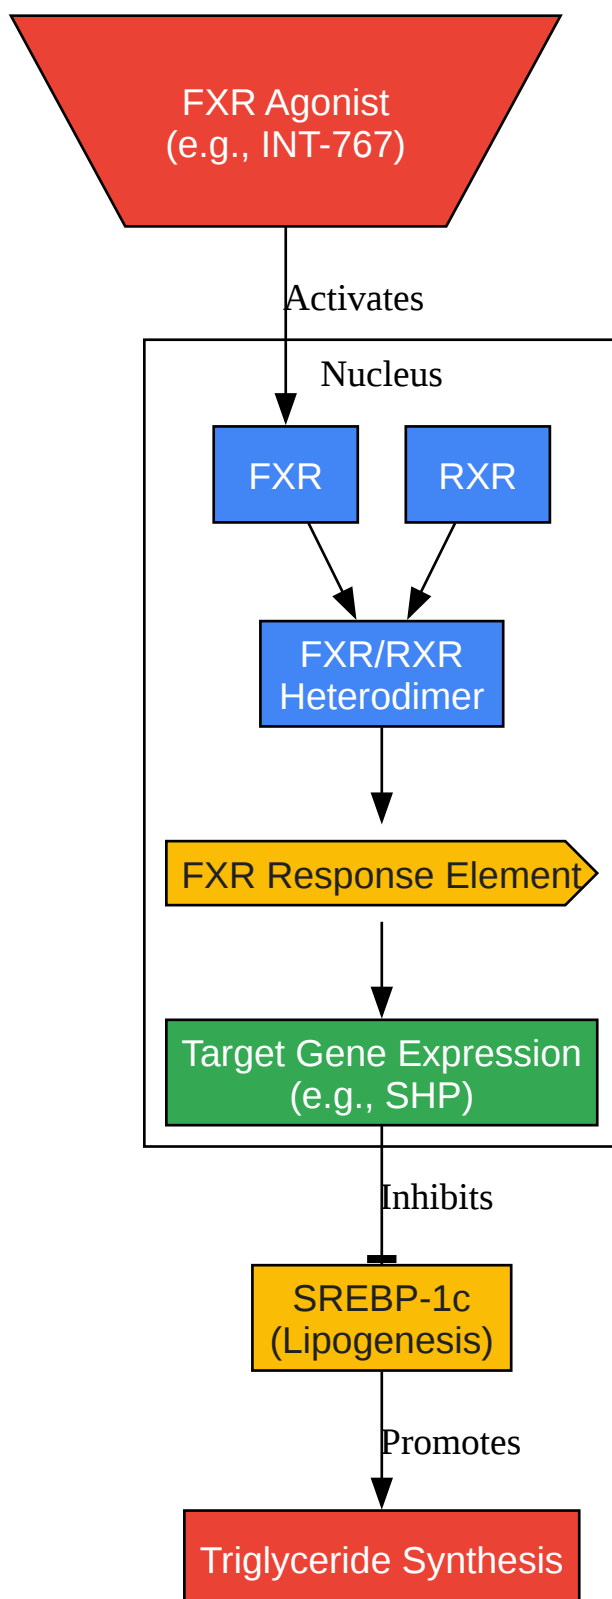 FXR Agonist
(e.g., INT-767)
Activates
Nucleus
FXR
RXR
FXR/RXR
Heterodimer
FXR Response Element
Target Gene Expression
(e.g., SHP)
Inhibits
SREBP-1c
(Lipogenesis)
Promotes
Triglyceride Synthesis